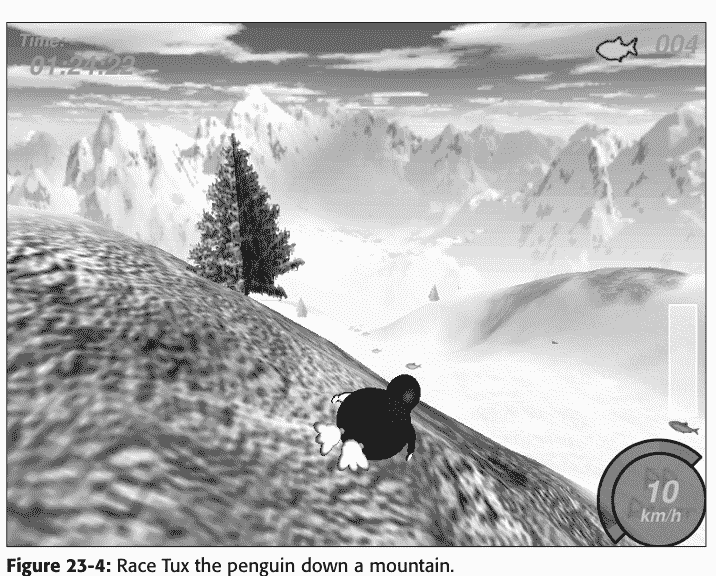 Time:
004
01:24:22
10
km/h
Figure 23-4: Race Tux the penguin down a mountain.